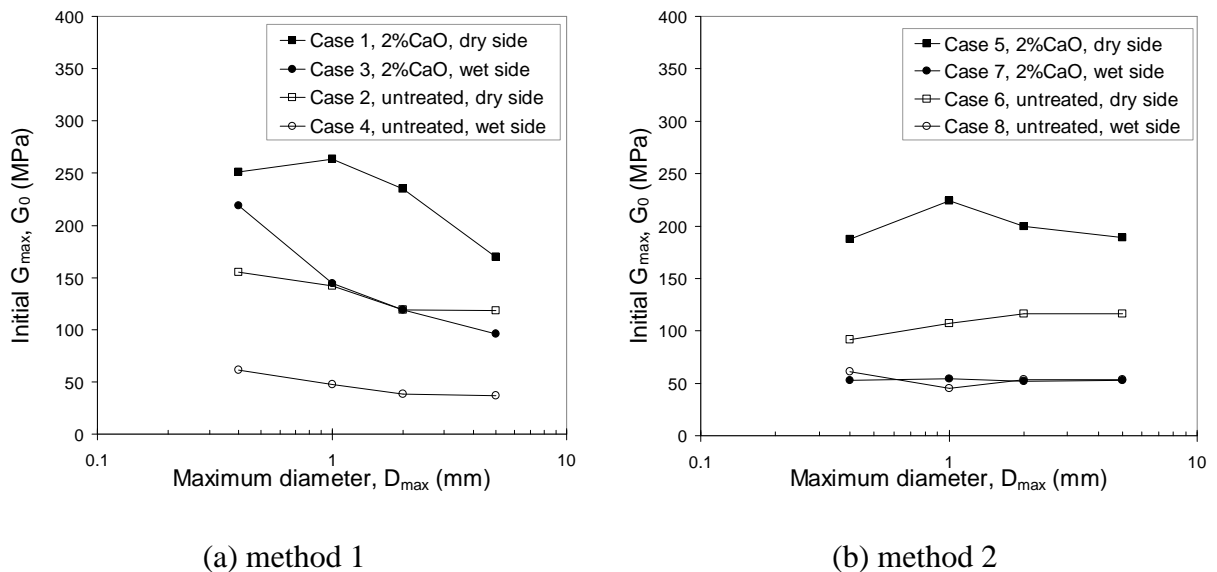 400
350
300
250
200
150
100
50
0
Initial Gmax, G0 (MPa)
Case 1, 2%CaO, dry side
Case 3, 2%CaO, wet side
Case 2, untreated, dry side
Case 4, untreated, wet side
0.1 1 10
Maximum diameter, Dmax (mm)
(a) method 1
400
350
300
250
200
150
100
50
0
Initial Gmax, G0 (MPa)
Case 5, 2%CaO, dry side
Case 7, 2%CaO, wet side
Case 6, untreated, dry side
Case 8, untreated, wet side
0.1 1 10
Maximum diameter, Dmax (mm)
(b) method 2